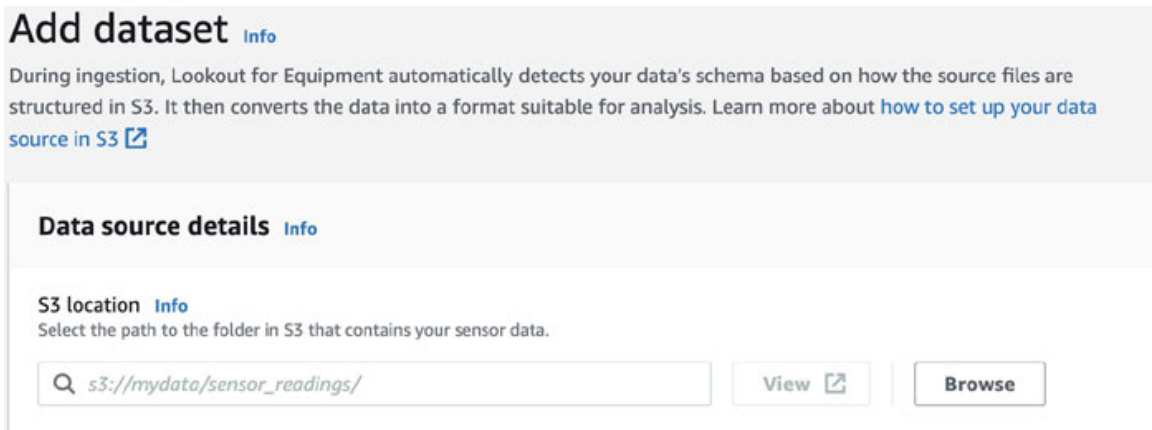 Add dataset Info
During ingestion, Lookout for Equipment automatically detects your data's schema based on how the source files are
structured in S3. It then converts the data into a format suitable for analysis. Learn more about how to set up your data
source in S3
Data source details Info
S3 location Info
Select the path to the folder in S3 that contains your sensor data.
s3://mydata/sensor_readings/ View Browse